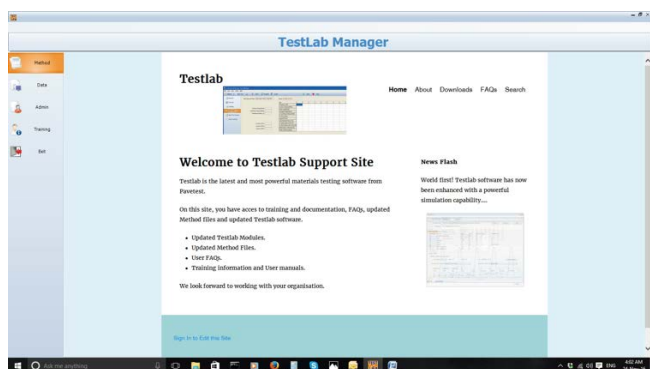 TestLab Manager
Method
Data
Admin
Training
Exit
Testlab
Home About Downloads FAQs Search
Welcome to Testlab Support Site
Testlab is the latest and most powerful materials testing software from
Pavetest.
On this site, you have acces to training and documentation, FAQs, updated
Method files and updated Testlab software.
Updated Testlab Modules.
Updated Method Files.
User FAQs.
Training information and User manuals.
We look forward to working with your organisation.
News Flash
World first! Testlab software has now
been enhanced with a powerful
simulation capability....
Sign In to Edit this Site
Ask me anything
ENG
4:02 AM